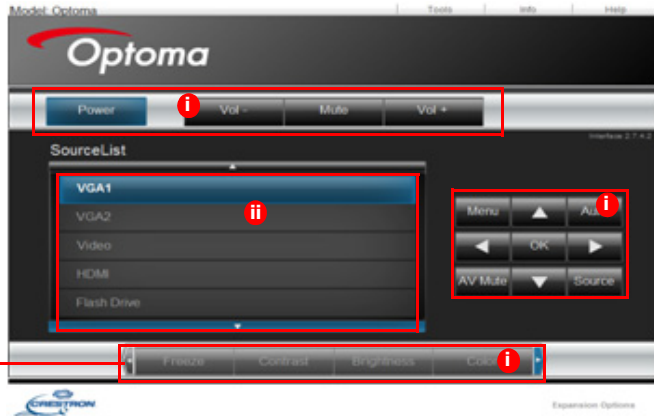 Model: Optoma Tools Info Help
Optoma
Power i Vol - Mute Vol +
Interface 2.7.4.2
SourceList
VGA1
VGA2
Video
HDMI
Flash Drive
ii
Menu i
OK
AV Mute Source
Freeze Contrast Brightness Color i
CRESTRON Expansion Options